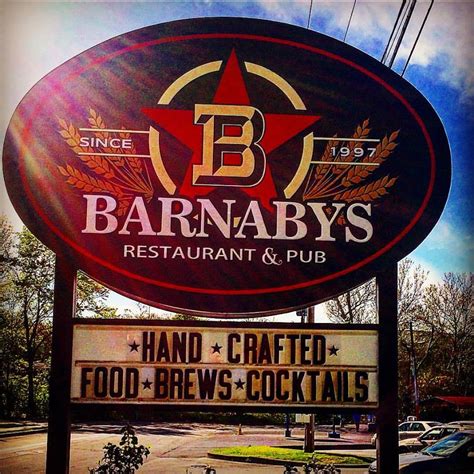 B
SINCE 1997
BARNABYS
RESTAURANT & PUB
★HAND★CRAFTED★
FOOD★BREWS★COCKTAILS